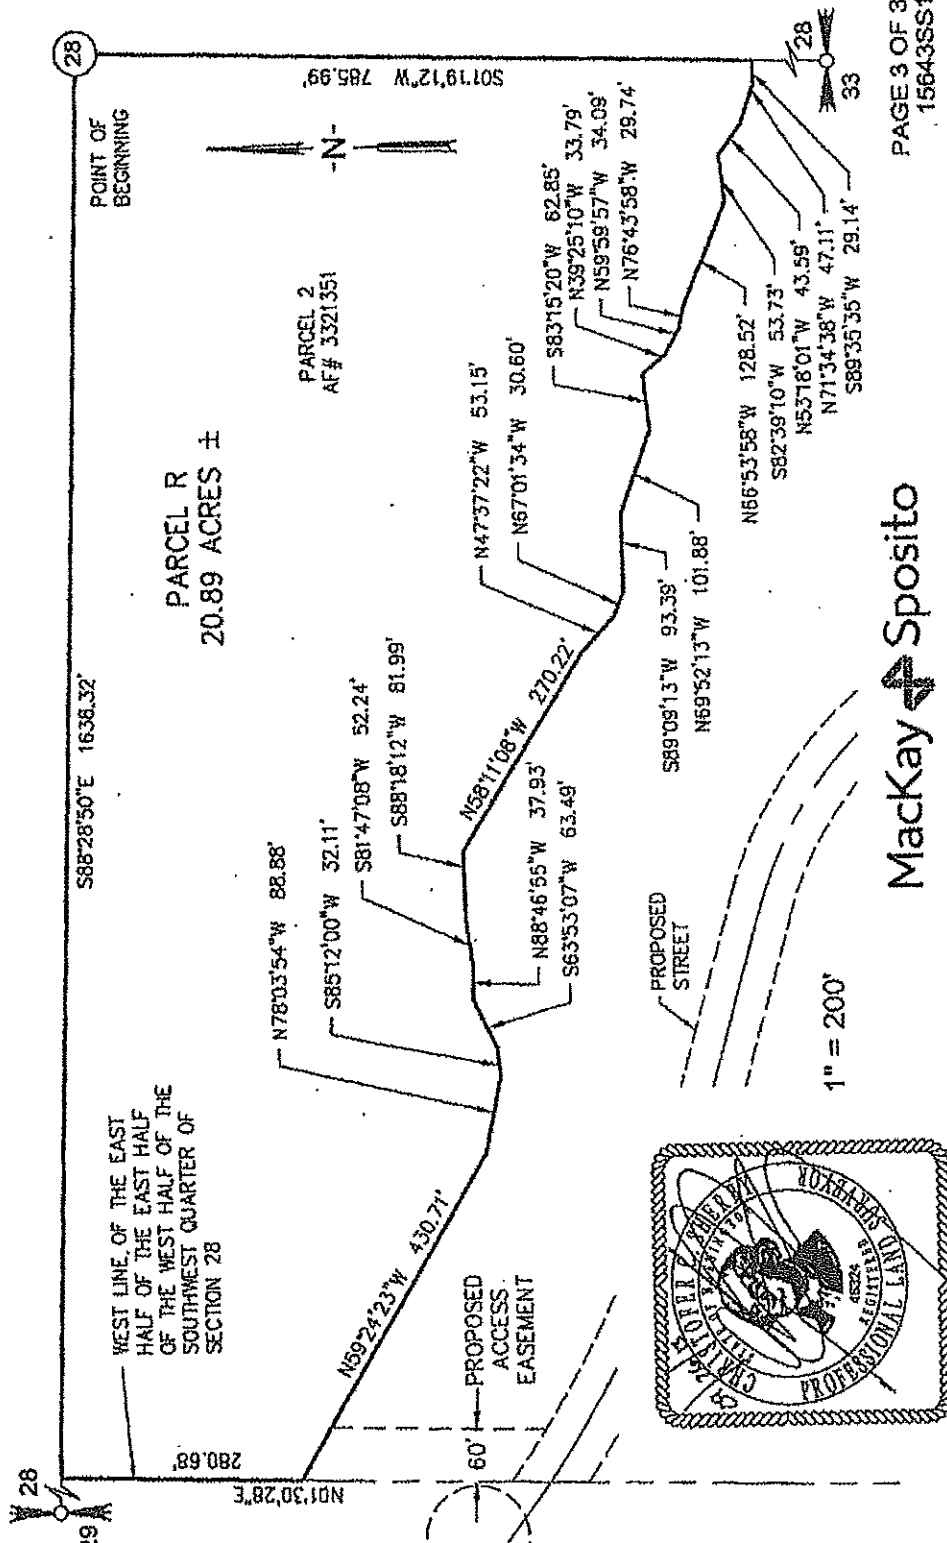 28
POINT OF
BEGINNING
S01°19'12"W 785.99'
-N-
PARCEL 2
AF# 3321351
PARCEL R
20.89 ACRES ±
S88°28'50"E 1638.32'
28
29
WEST LINE OF THE EAST
HALF OF THE EAST HALF
OF THE WEST HALF OF THE
SOUTHWEST QUARTER OF
SECTION 28
N01°30'28"E
280.68'
N59°24'23"W 430.71'
N78°03'54"W 88.88'
S85°12'00"W 32.11'
S81°47'08"W 52.24'
S88°18'12"W 81.99'
N88°46'55"W 37.93'
S63°53'07"W 63.49'
N58°11'08"W 270.22'
N47°37'22"W 53.15'
N67°01'34"W 30.60'
S89°09'13"W 93.39'
N69°52'13"W 101.88'
S83°15'20"W 62.85'
N39°25'10"W 33.79'
N59°59'57"W 34.09'
N76°43'58"W 29.74'
N66°53'58"W 128.52'
S82°39'10"W 53.73'
N53°18'01"W 43.59'
N71°34'38"W 47.11'
S89°35'35"W 29.14'
28
33
PROPOSED
ACCESS
EASEMENT
60'
PROPOSED
STREET
1" = 200'
MacKay Sposito
PAGE 3 OF 3
STATE OF WASHINGTON
REGISTERED
PROFESSIONAL LAND SURVEYOR